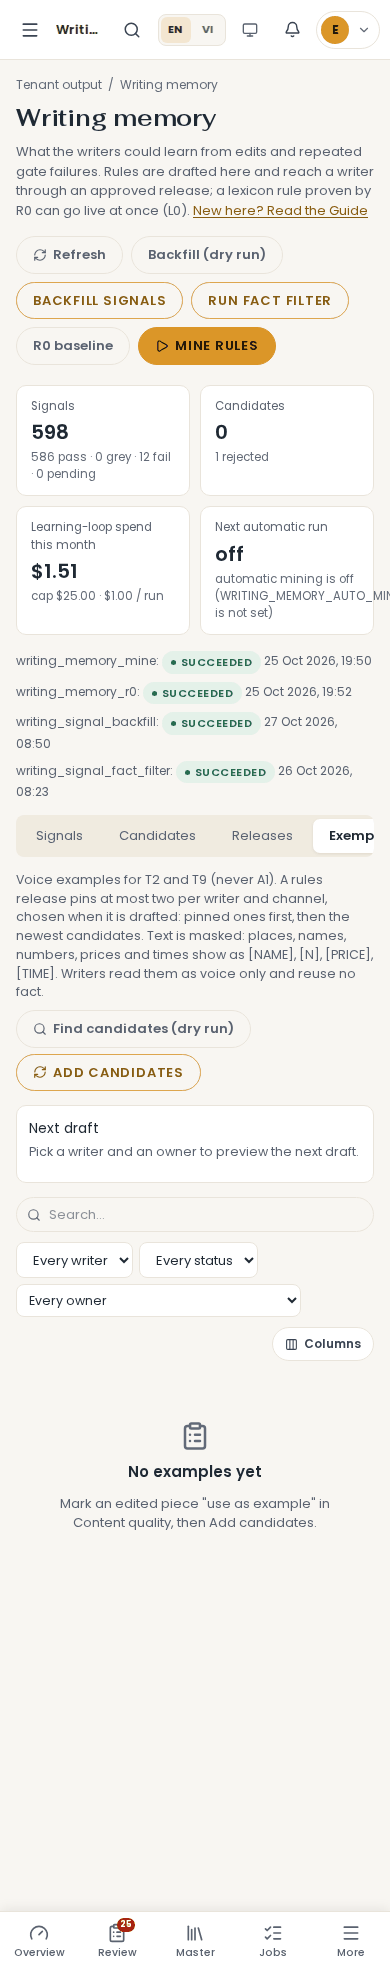 Writi...
EN VI
E
Tenant output / Writing memory
Writing memory
What the writers could learn from edits and repeated
gate failures. Rules are drafted here and reach a writer
through an approved release; a lexicon rule proven by
R0 can go live at once (L0). New here? Read the Guide
Refresh
Backfill (dry run)
BACKFILL SIGNALS
RUN FACT FILTER
R0 baseline
MINE RULES
Signals
598
586 pass · 0 grey · 12 fail
· 0 pending
Candidates
0
1 rejected
Learning-loop spend
this month
$1.51
cap $25.00 · $1.00 / run
Next automatic run
off
automatic mining is off
(WRITING_MEMORY_AUTO_MIN
is not set)
writing_memory_mine: SUCCEEDED 25 Oct 2026, 19:50
writing_memory_r0: SUCCEEDED 25 Oct 2026, 19:52
writing_signal_backfill: SUCCEEDED 27 Oct 2026,
08:50
writing_signal_fact_filter: SUCCEEDED 26 Oct 2026,
08:23
Signals Candidates Releases Exemp
Voice examples for T2 and T9 (never A1). A rules
release pins at most two per writer and channel,
chosen when it is drafted: pinned ones first, then the
newest candidates. Text is masked: places, names,
numbers, prices and times show as [NAME], [N], [PRICE],
[TIME]. Writers read them as voice only and reuse no
fact.
Find candidates (dry run)
ADD CANDIDATES
Next draft
Pick a writer and an owner to preview the next draft.
Search...
Every writer
Every status
Every owner
Columns
No examples yet
Mark an edited piece "use as example" in
Content quality, then Add candidates.
25
Overview Review Master Jobs More